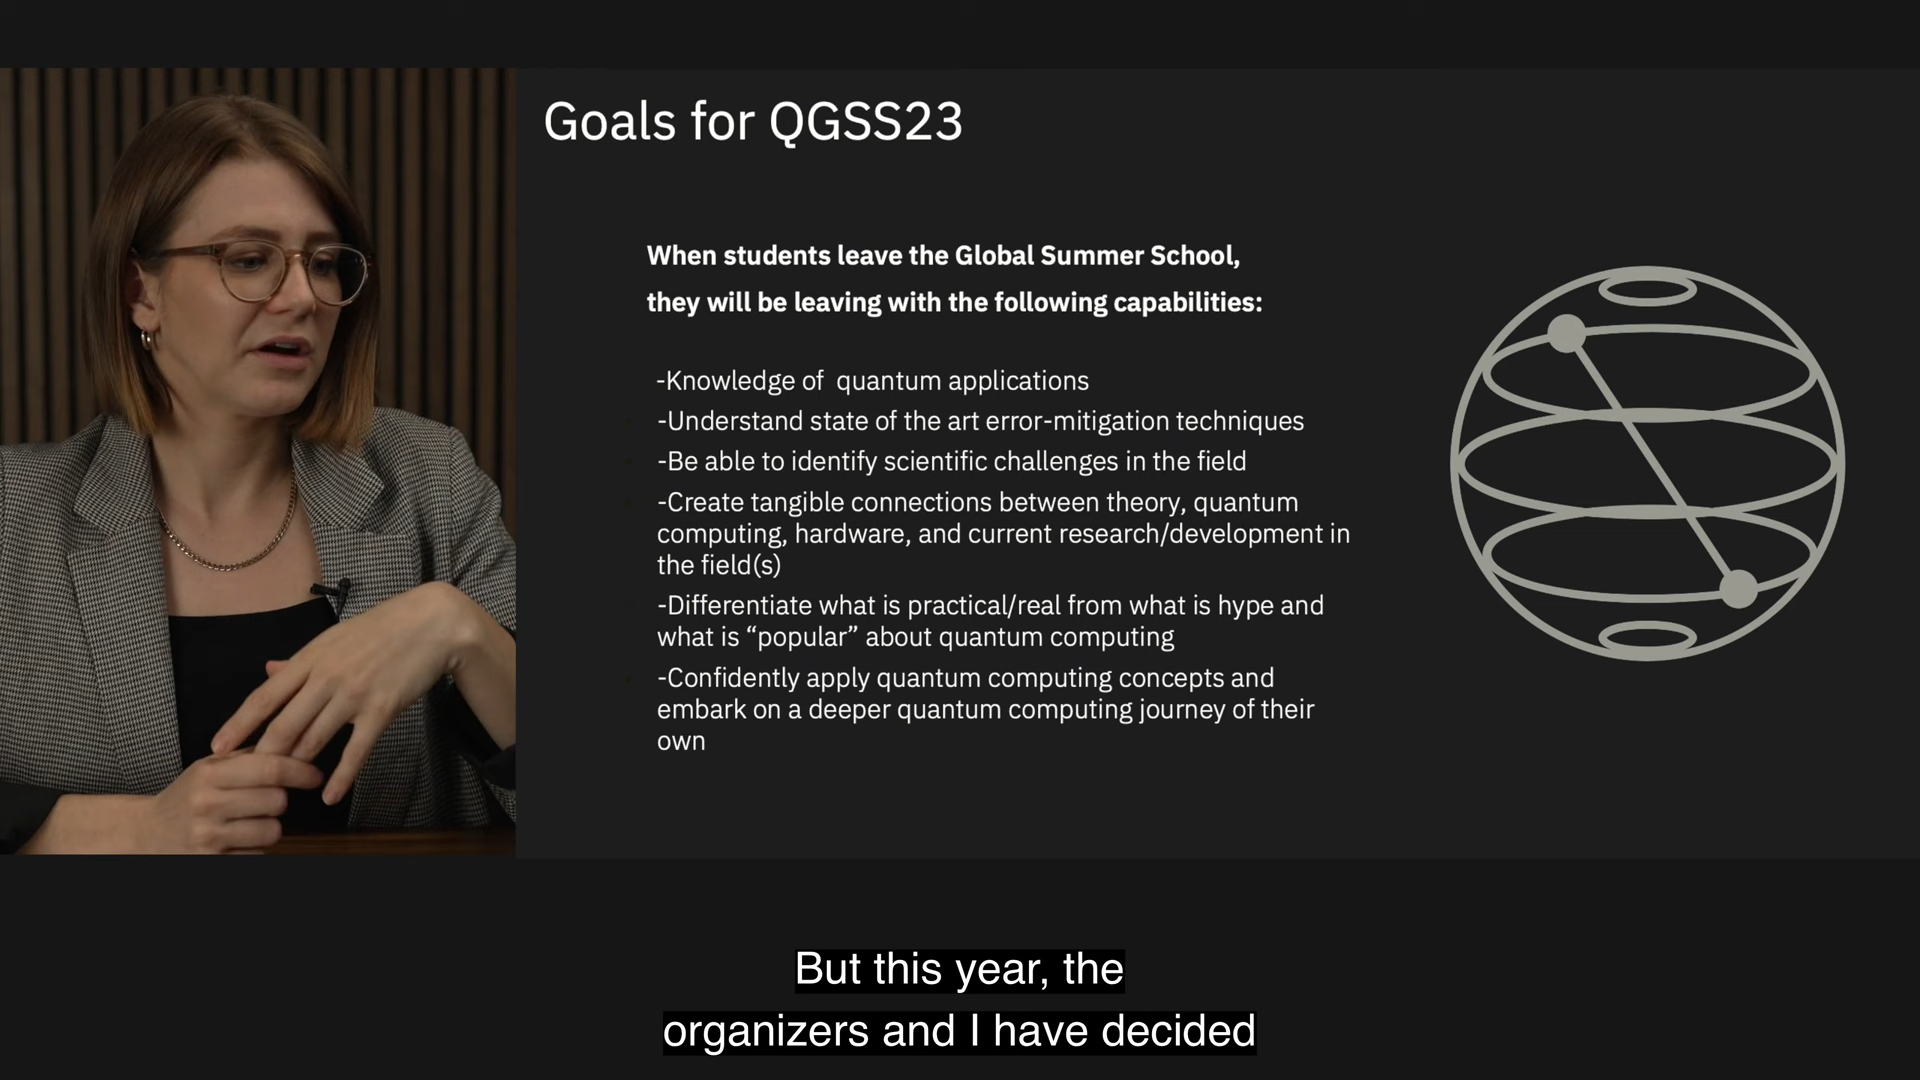 Goals for QGSS23
When students leave the Global Summer School,
they will be leaving with the following capabilities:
-Knowledge of  quantum applications
-Understand state of the art error-mitigation techniques
-Be able to identify scientific challenges in the field
-Create tangible connections between theory, quantum
computing, hardware, and current research/development in
the field(s)
-Differentiate what is practical/real from what is hype and
what is “popular” about quantum computing
-Confidently apply quantum computing concepts and
embark on a deeper quantum computing journey of their
own
But this year, the
organizers and I have decided